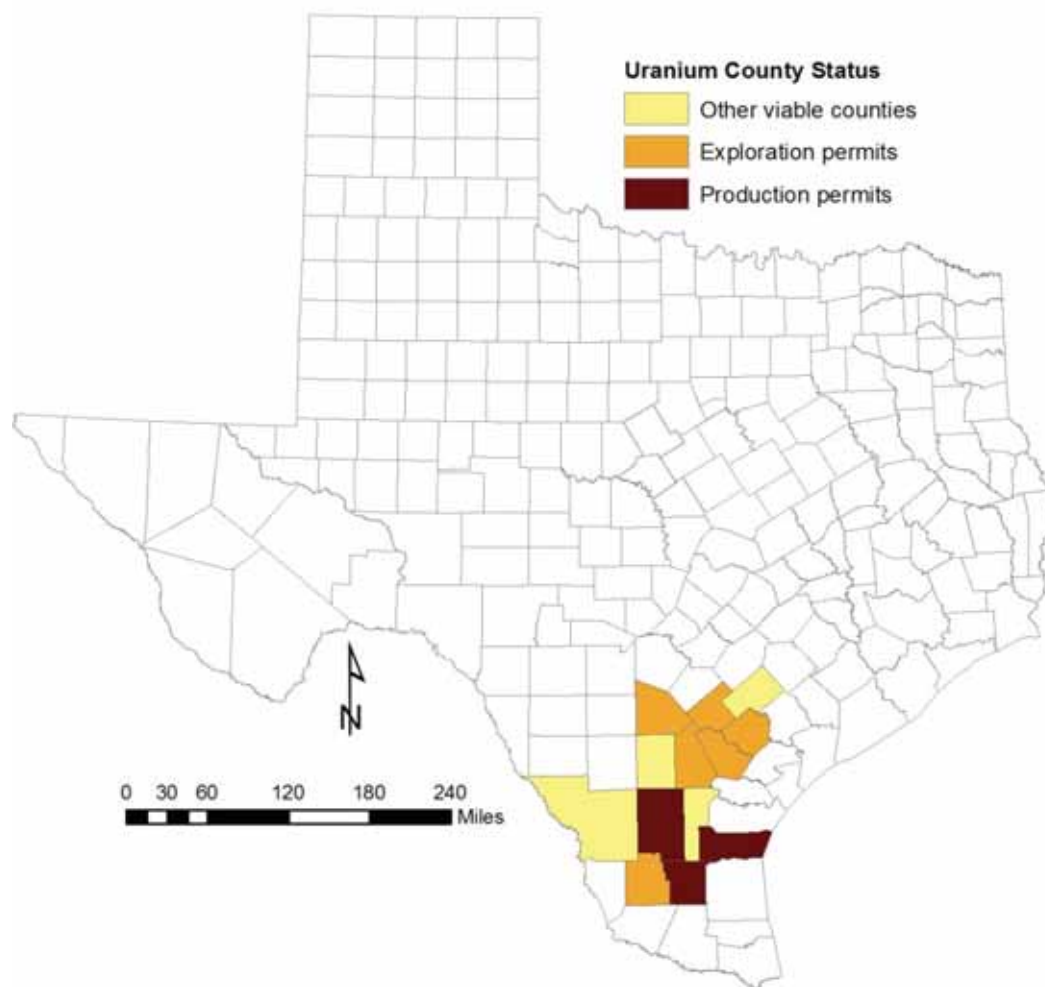 Uranium County Status
Other viable counties
Exploration permits
Production permits
N
0 30 60 120 180 240
Miles